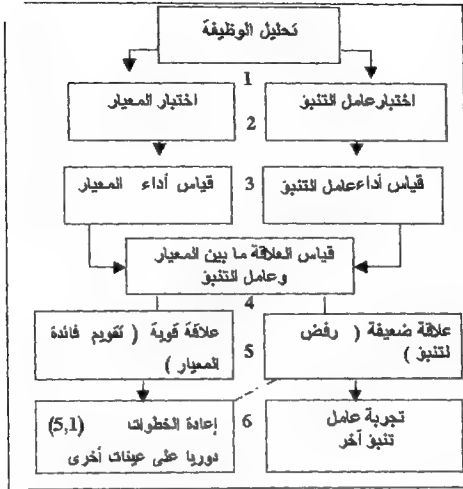 تحليل الوظيفة
1
اختبار عامل التنبؤ
اختبار المعيار
2
قياس أداء عامل التنبؤ
3
قياس أداء المعيار
قياس العلاقة ما بين المعيار
وعامل التنبؤ
4
علاقة ضعيفة ( رفض
لتنبؤ )
5
علاقة قوية ( تقويم فائدة
المعيار )
تجربة عامل
تنبؤ آخر
6
إعادة الخطوات (5,1)
دوريا على عينات أخرى